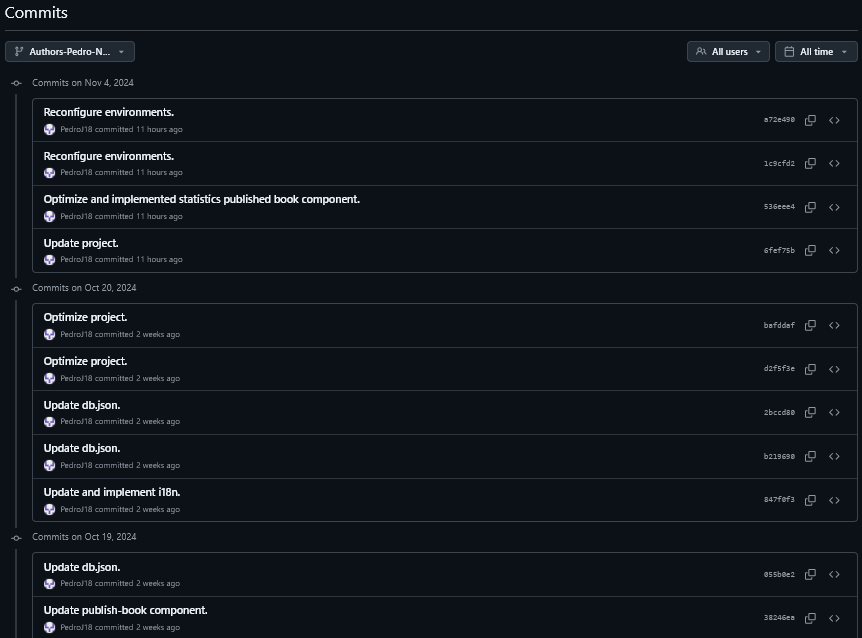 Commits
Authors-Pedro-N...
All users
All time
Commits on Nov 4, 2024
Reconfigure environments.
PedroJ18 committed 11 hours ago
a72e490
Reconfigure environments.
PedroJ18 committed 11 hours ago
1c9cfd2
Optimize and implemented statistics published book component.
PedroJ18 committed 11 hours ago
536eee4
Update project.
PedroJ18 committed 11 hours ago
6fef75b
Commits on Oct 20, 2024
Optimize project.
PedroJ18 committed 2 weeks ago
bafddaf
Optimize project.
PedroJ18 committed 2 weeks ago
d2f5f3e
Update db.json.
PedroJ18 committed 2 weeks ago
2bccd80
Update db.json.
PedroJ18 committed 2 weeks ago
b219690
Update and implement i18n.
PedroJ18 committed 2 weeks ago
847f0f3
Commits on Oct 19, 2024
Update db.json.
PedroJ18 committed 2 weeks ago
055b0e2
Update publish-book component.
PedroJ18 committed 2 weeks ago
38246ea